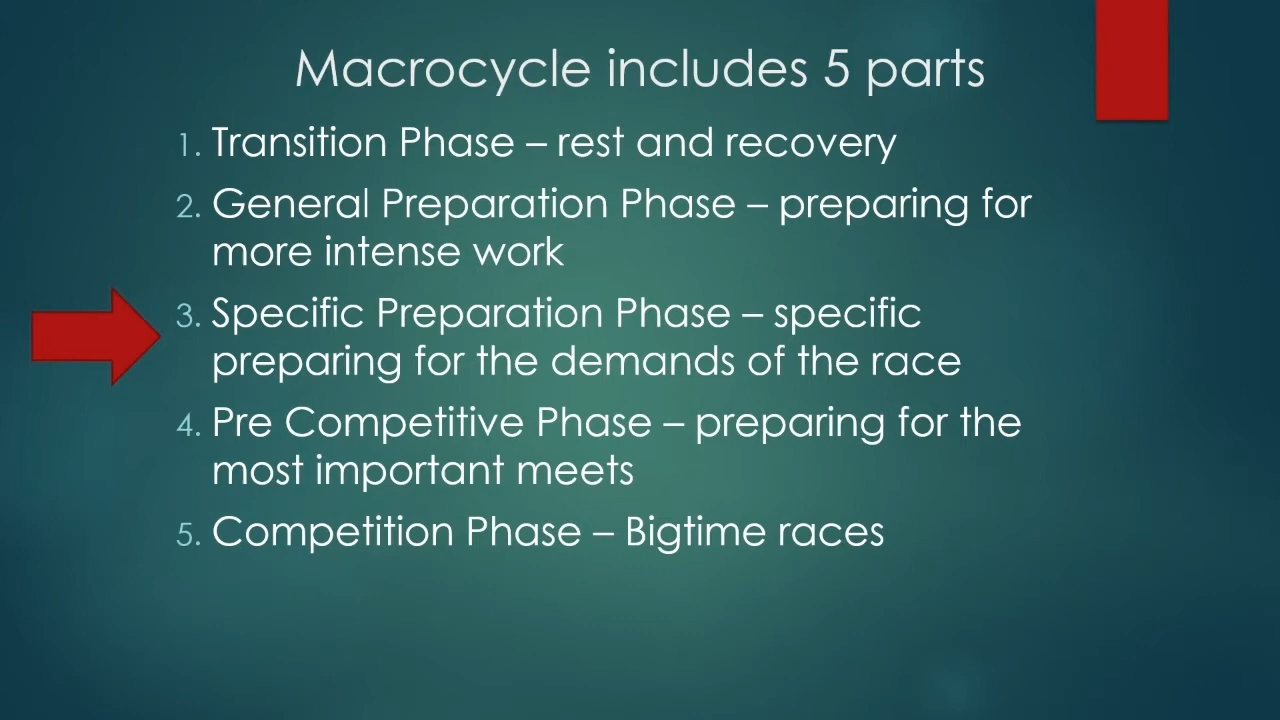 Macrocycle includes 5 parts
1. Transition Phase – rest and recovery
2. General Preparation Phase – preparing for
more intense work
3. Specific Preparation Phase – specific
preparing for the demands of the race
4. Pre Competitive Phase – preparing for the
most important meets
5. Competition Phase – Bigtime races